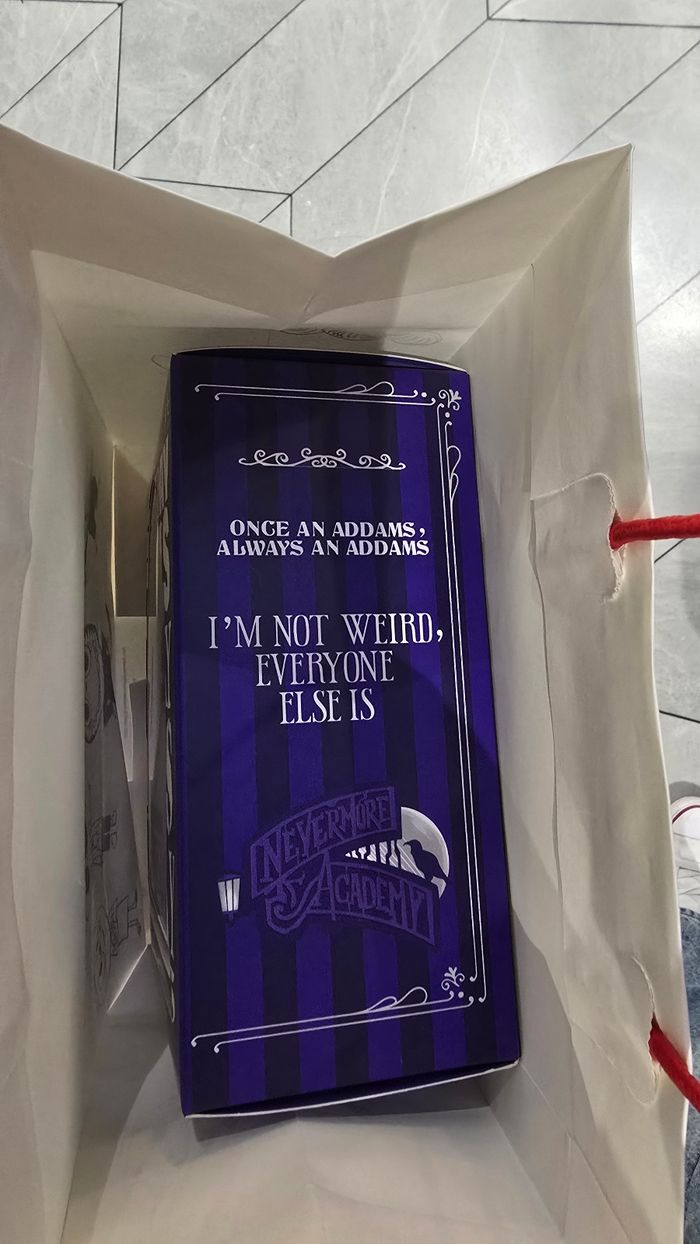 ONCE AN ADDAMS,
ALWAYS AN ADDAMS
I'M NOT WEIRD,
EVERYONE
ELSE IS
NEVERMORE
ACADEMY